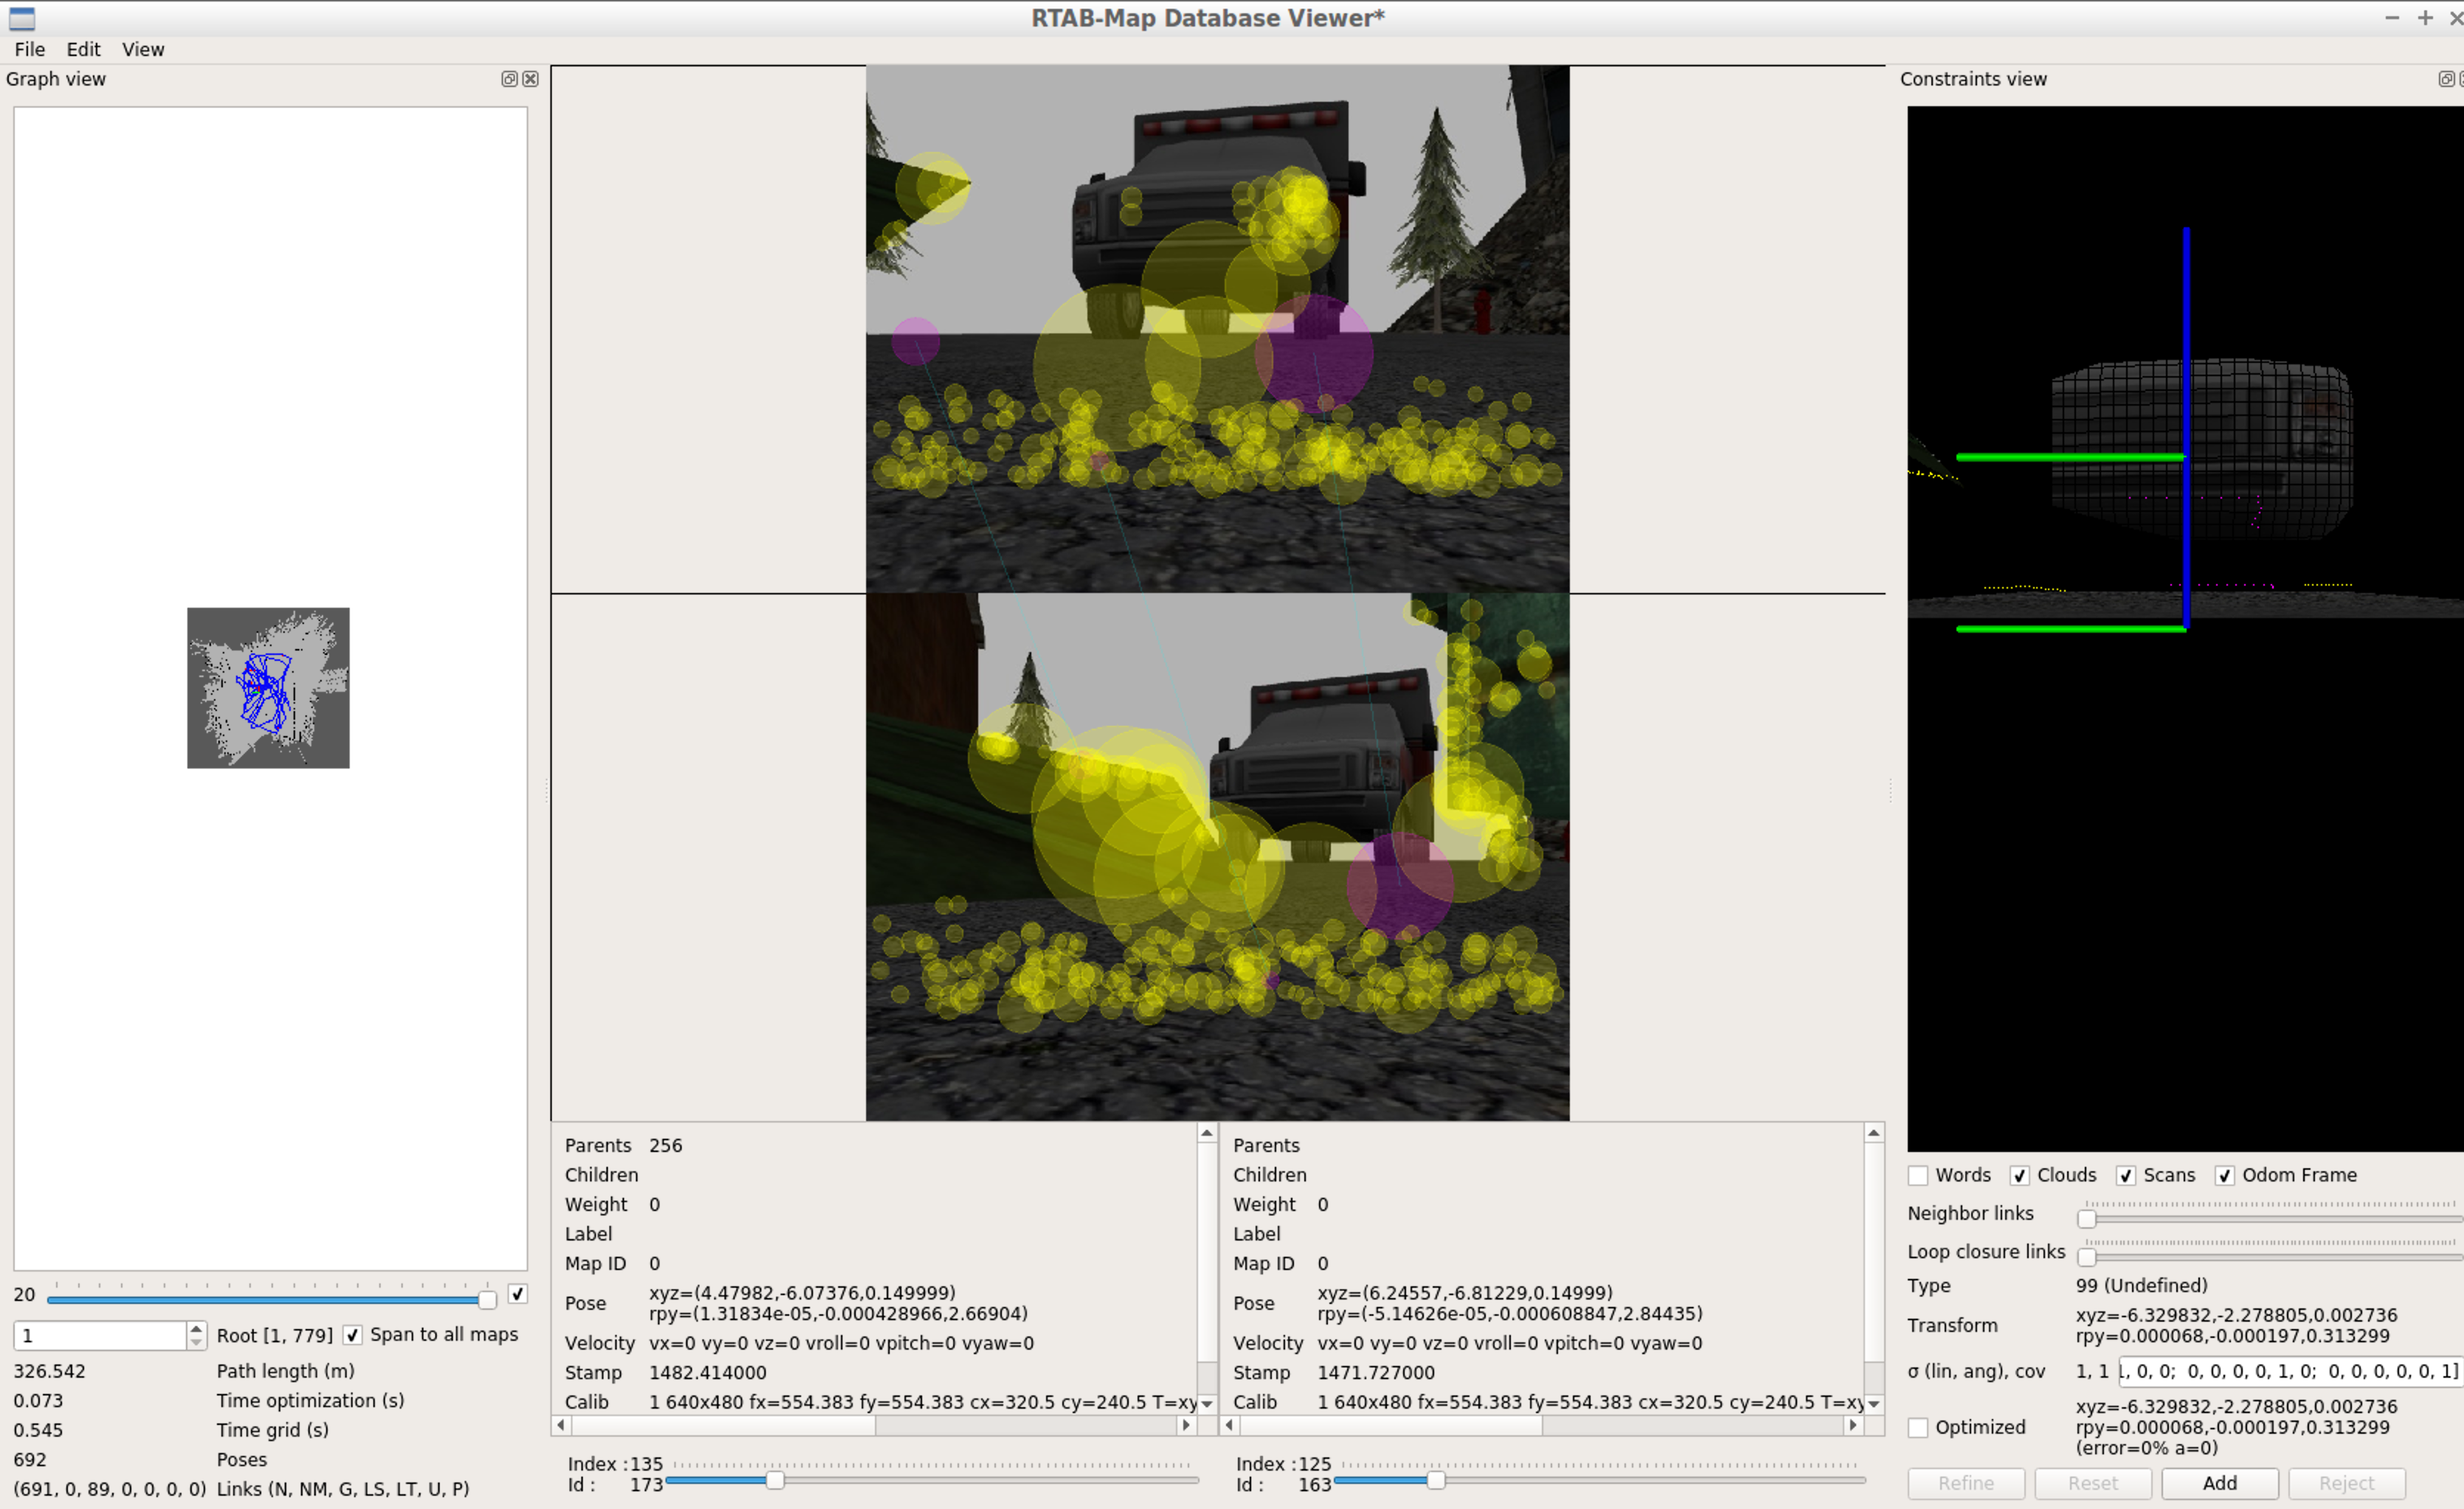 RTAB-Map Database Viewer*
File Edit View
Graph view
Constraints view
20
1 Root [1, 779] Span to all maps
326.542 Path length (m)
0.073 Time optimization (s)
0.545 Time grid (s)
692 Poses
(691, 0, 89, 0, 0, 0, 0) Links (N, NM, G, LS, LT, U, P)
Parents 256
Children
Weight 0
Label
Map ID 0
Pose xyz=(4.47982,-6.07376,0.149999)
rpy=(1.31834e-05,-0.000428966,2.66904)
Velocity vx=0 vy=0 vz=0 vroll=0 vpitch=0 vyaw=0
Stamp 1482.414000
Calib 1 640x480 fx=554.383 fy=554.383 cx=320.5 cy=240.5 T=xy
Index : 135
Id : 173
Parents
Children
Weight 0
Label
Map ID 0
Pose xyz=(6.24557,-6.81229,0.14999)
rpy=(-5.14626e-05,-0.000608847,2.84435)
Velocity vx=0 vy=0 vz=0 vroll=0 vpitch=0 vyaw=0
Stamp 1471.727000
Calib 1 640x480 fx=554.383 fy=554.383 cx=320.5 cy=240.5 T=xy
Index : 125
Id : 163
Words Clouds Scans Odom Frame
Neighbor links
Loop closure links
Type 99 (Undefined)
Transform xyz=-6.329832,-2.278805,0.002736
rpy=0.000068,-0.000197,0.313299
σ (lin, ang), cov 1, 1 , 0, 0; 0, 0, 0, 0, 1, 0; 0, 0, 0, 0, 0, 1]
Optimized xyz=-6.329832,-2.278805,0.002736
rpy=0.000068,-0.000197,0.313299
(error=0% a=0)
Refine Reset Add Reject